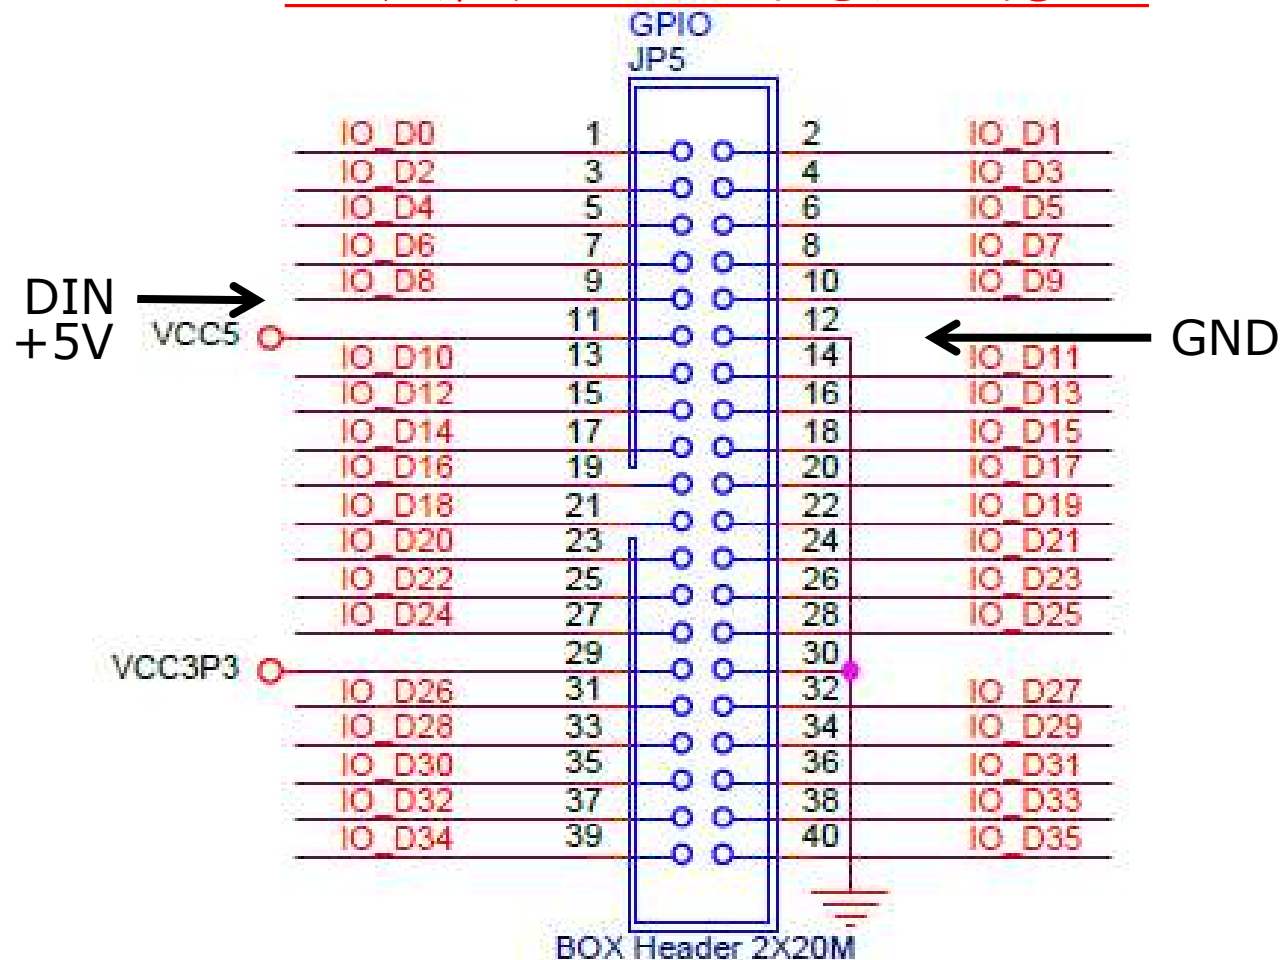 GPIO
JP5
IO_D0 1 2 IO_D1
IO_D2 3 4 IO_D3
IO_D4 5 6 IO_D5
IO_D6 7 8 IO_D7
DIN IO_D8 9 10 IO_D9
+5V VCC5 11 12 GND
IO_D10 13 14 IO_D11
IO_D12 15 16 IO_D13
IO_D14 17 18 IO_D15
IO_D16 19 20 IO_D17
IO_D18 21 22 IO_D19
IO_D20 23 24 IO_D21
IO_D22 25 26 IO_D23
IO_D24 27 28 IO_D25
VCC3P3 29 30
IO_D26 31 32 IO_D27
IO_D28 33 34 IO_D29
IO_D30 35 36 IO_D31
IO_D32 37 38 IO_D33
IO_D34 39 40 IO_D35
BOX Header 2X20M